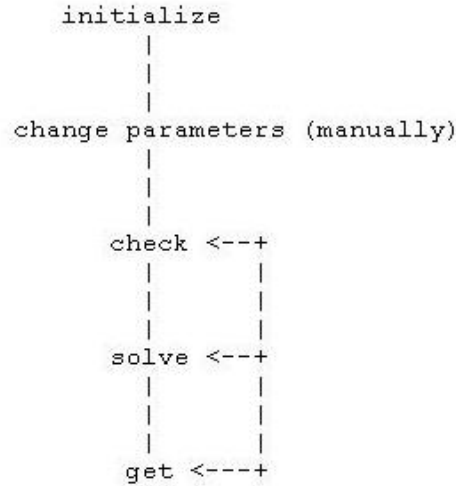 initialize
|
|
|
change parameters (manually)
|
|
|
check <--+
| |
| |
| |
solve <--+
| |
| |
| |
get <---+